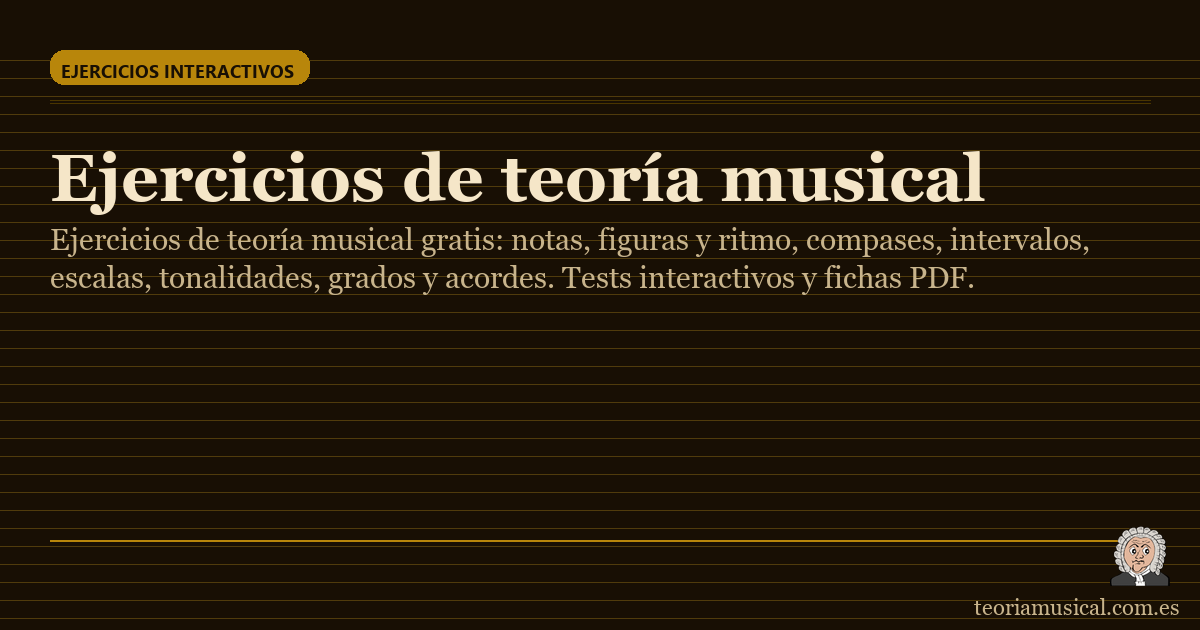 EJERCICIOS INTERACTIVOS
Ejercicios de teoría musical
Ejercicios de teoría musical gratis: notas, figuras y ritmo, compases, intervalos,
escalas, tonalidades, grados y acordes. Tests interactivos y fichas PDF.
teoriamusical.com.es